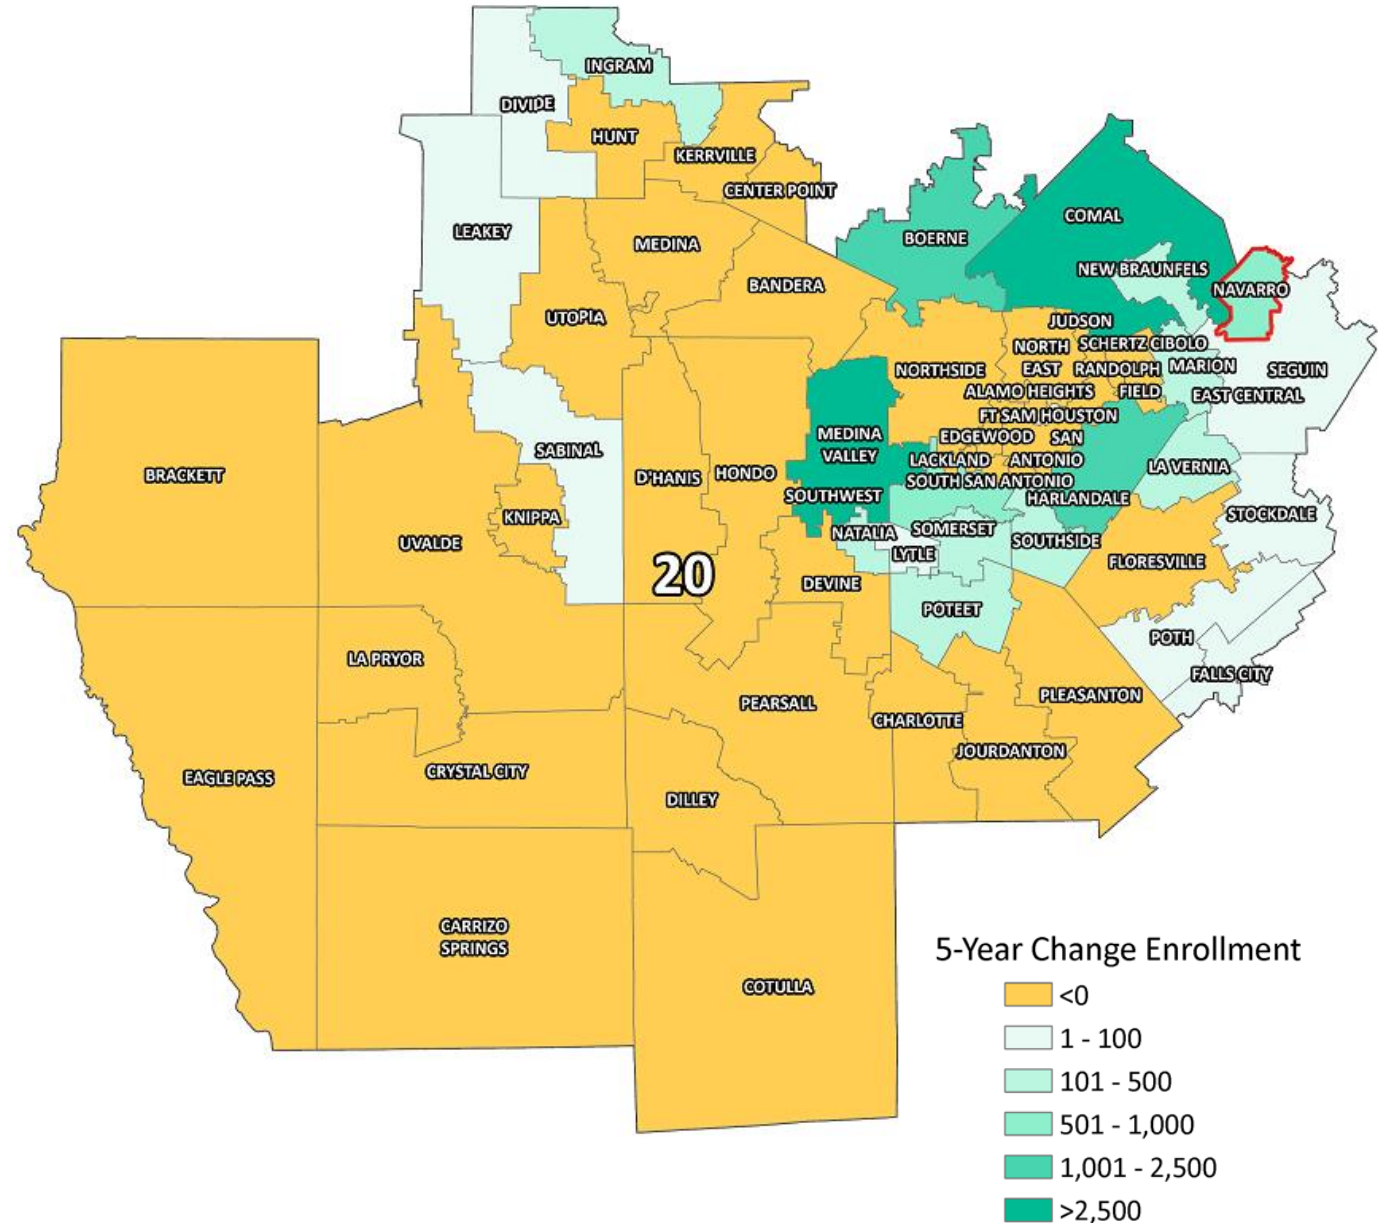 INGRAM
DIVIDE
HUNT
KERRVILLE
CENTER POINT
LEAKEY
MEDINA
BOERNE
COMAL
NEW BRAUNFELS
NAVARRO
BANDERA
UTOPIA
JUDSON
NORTH
EAST
SCHERTZ CIBOLO
RANDOLPH
FIELD
MARION
SEGUIN
NORTHSIDE
ALAMO HEIGHTS
EAST CENTRAL
FT SAM HOUSTON
MEDINA
VALLEY
EDGEWOOD
SAN
ANTONIO
SABINAL
LACKLAND
LA VERNIA
BRACKETT
D'HANIS
HONDO
SOUTH SAN ANTONIO
SOUTHWEST
HARLANDALE
KNIPPA
STOCKDALE
UVALDE
NATALIA
SOMERSET
SOUTHSIDE
LYTLE
FLORESVILLE
20
DEVINE
POTEET
POTH
LA PRYOR
FALLS CITY
PLEASANTON
PEARSALL
CHARLOTTE
JOURDANTON
EAGLE PASS
CRYSTAL CITY
DILLEY
CARRIZO
SPRINGS
COTULLA
5-Year Change Enrollment
<0
1 - 100
101 - 500
501 - 1,000
1,001 - 2,500
>2,500